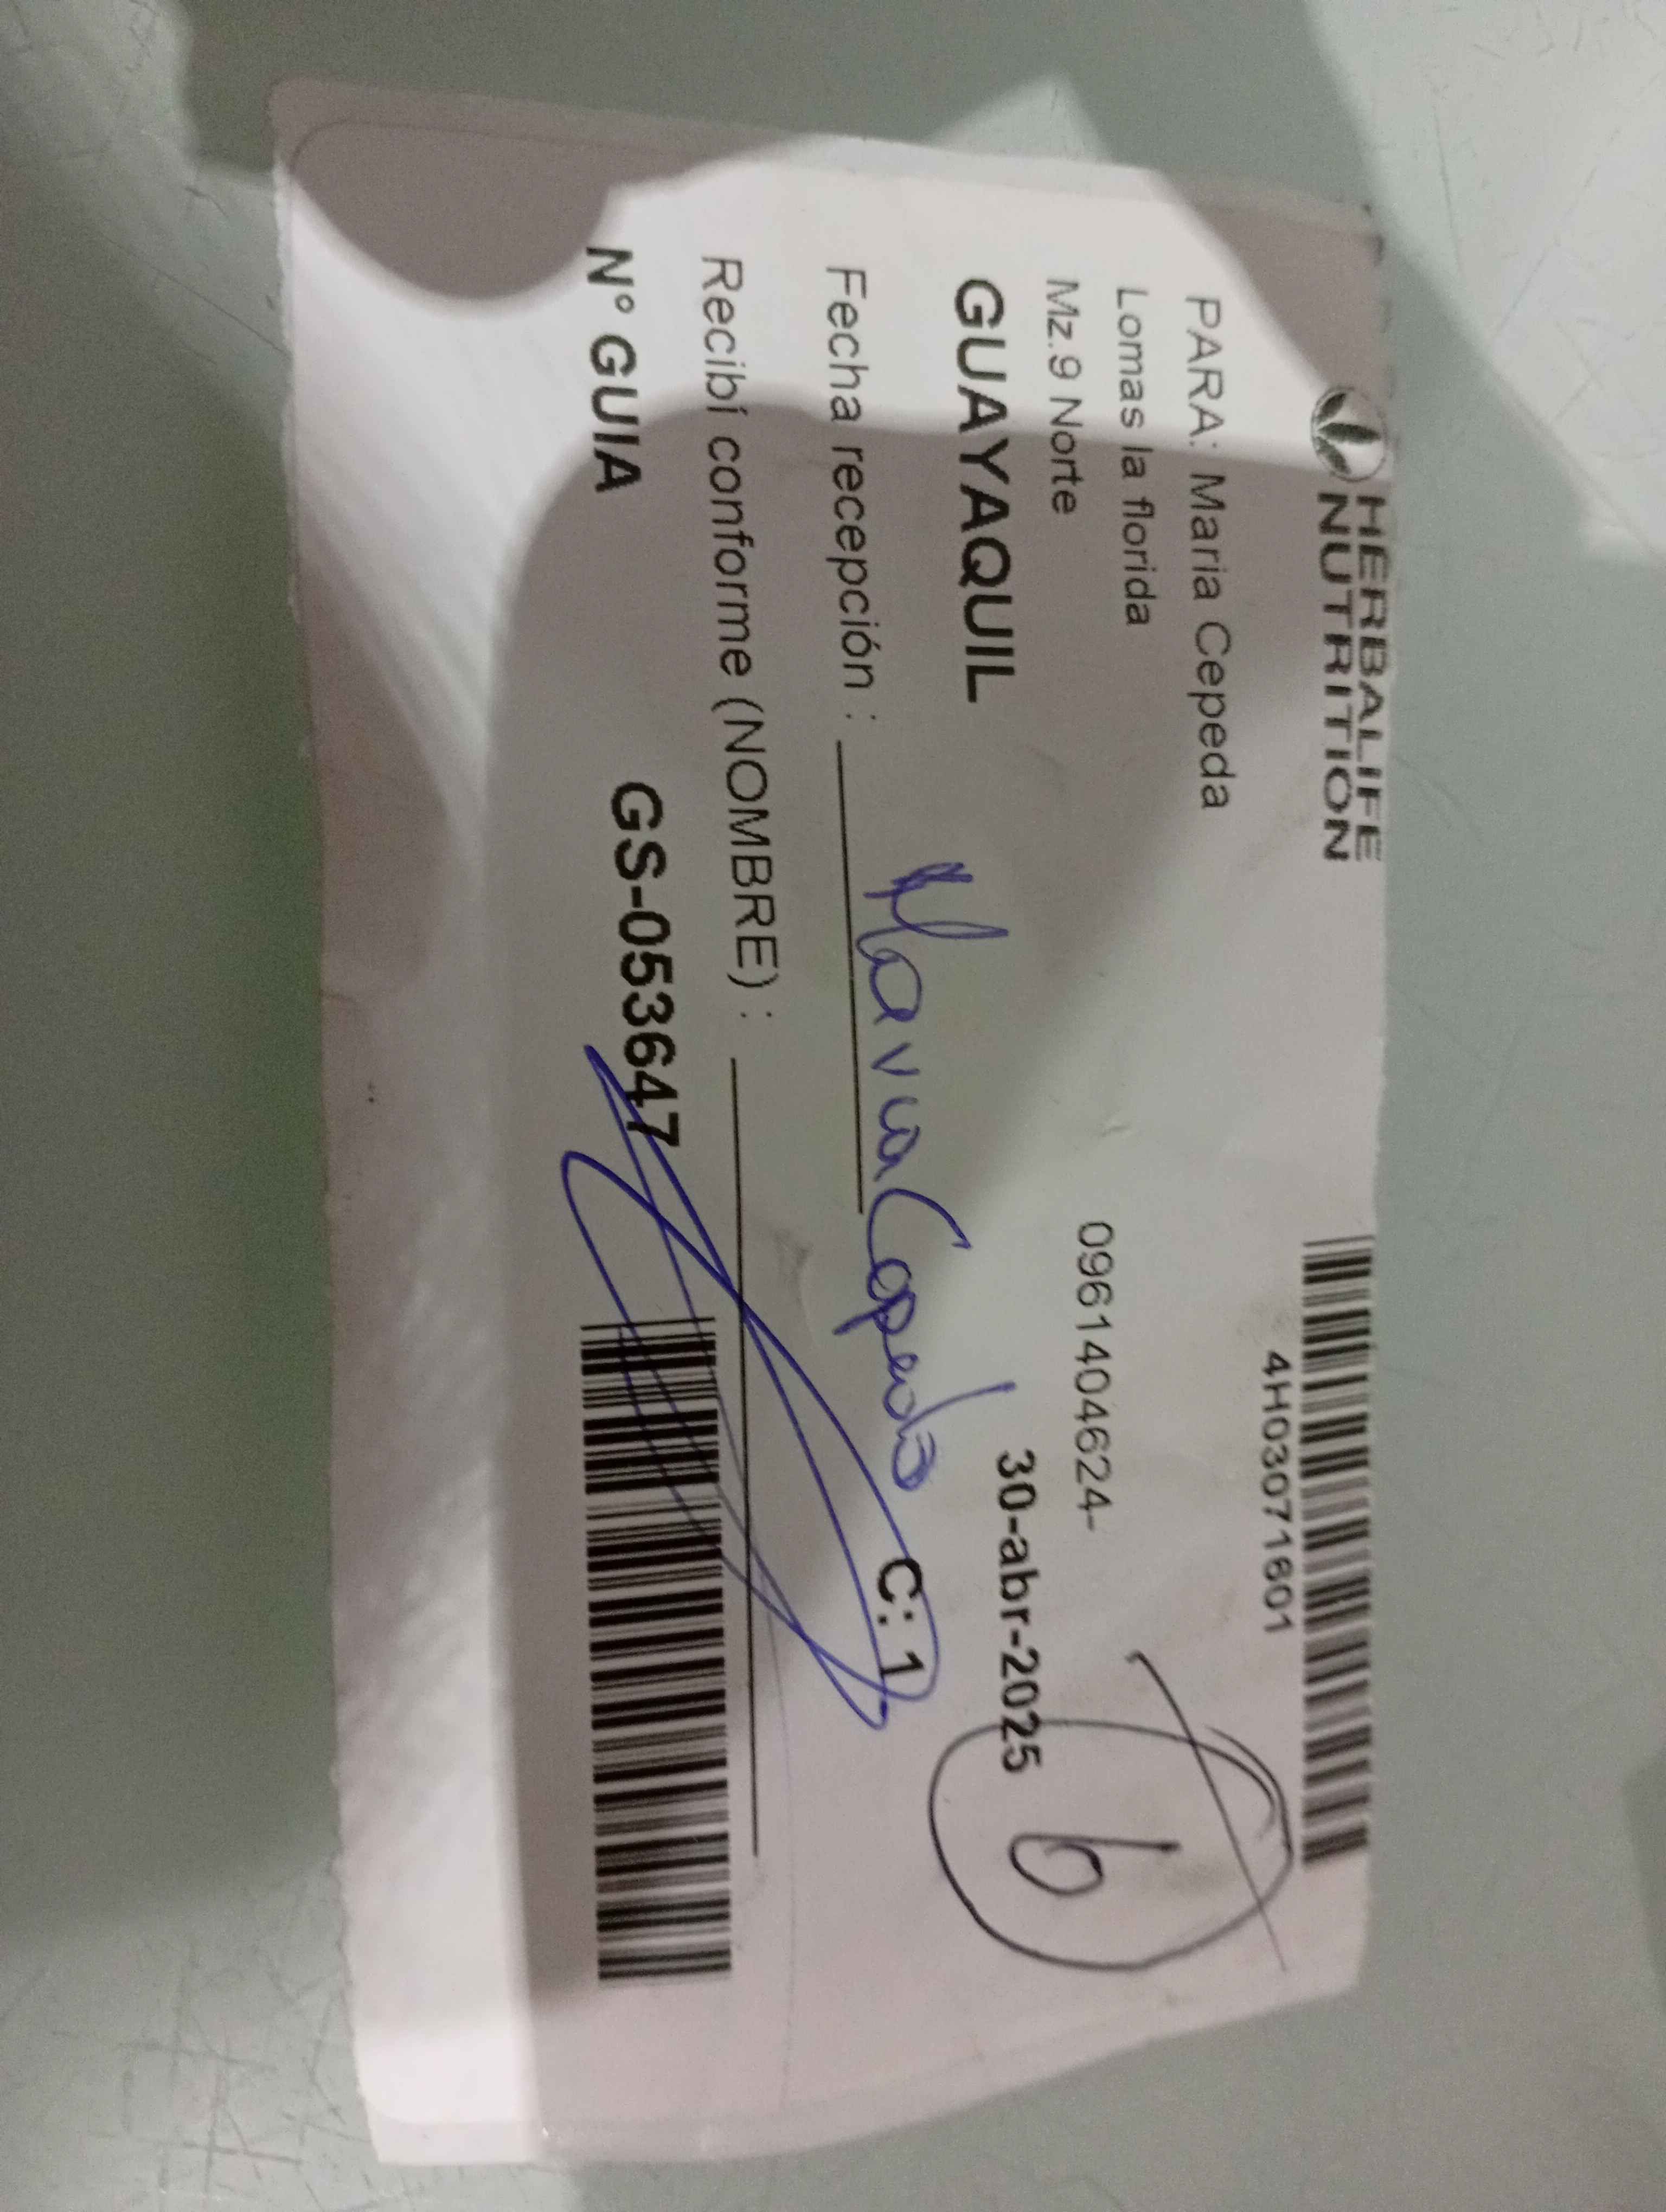 HERBALIFE
NUTRITION
4H03071601
PARA: Maria Cepeda
Lomas la florida
0961404624-
Mz.9 Norte
30-abr-2025
6
GUAYAQUIL
Maria Cepeda
C: 1
Fecha recepción :
Recibí conforme (NOMBRE) :
N° GUIA GS-053647